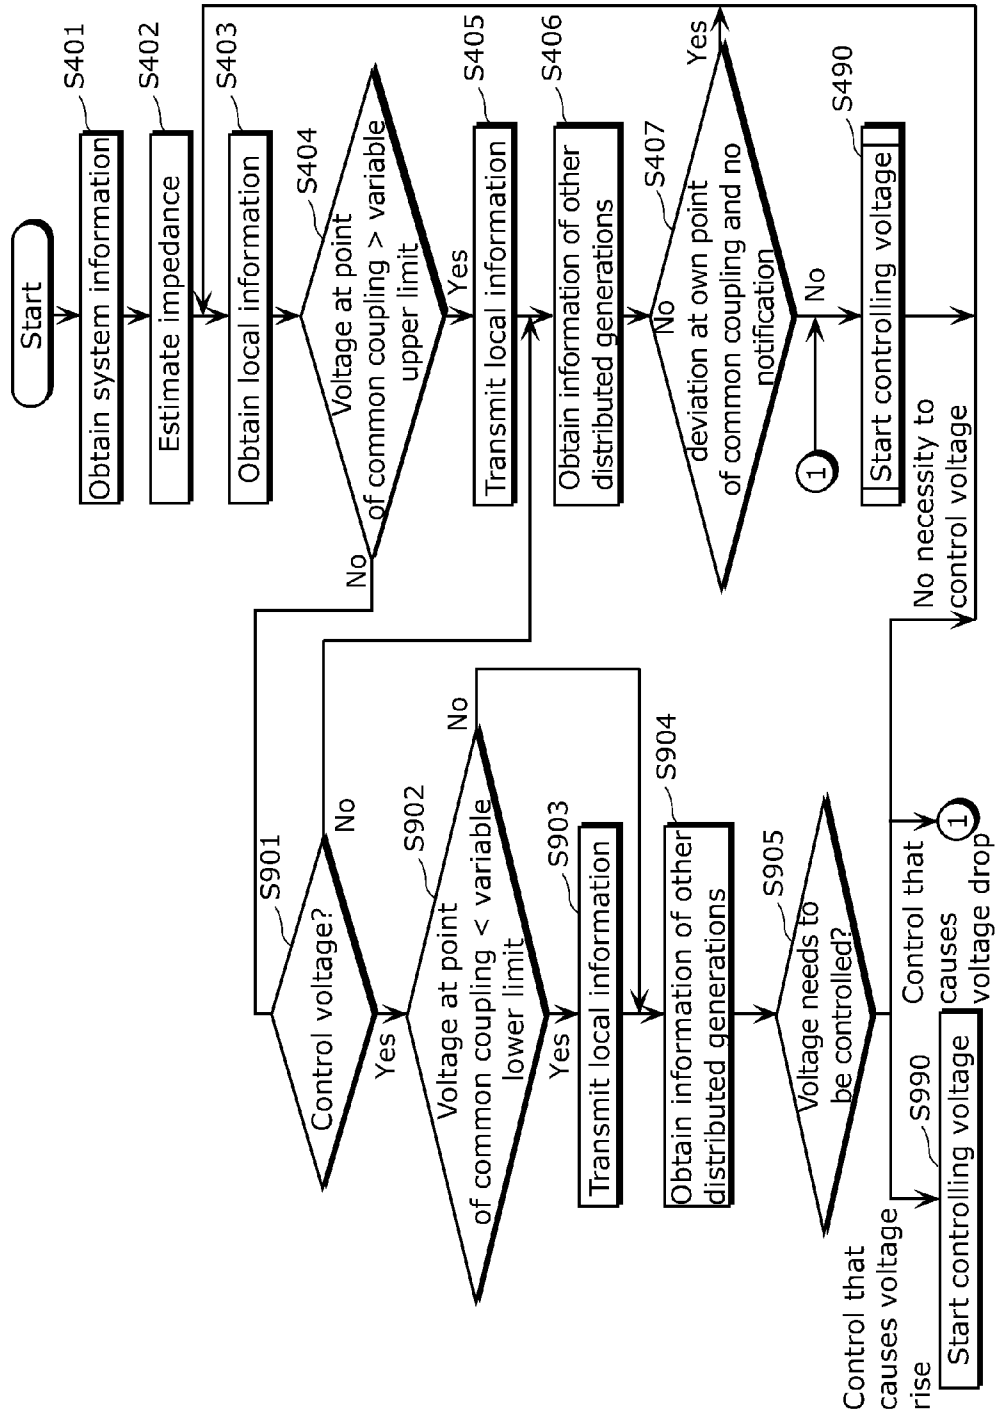 Start
S401
Obtain system information
S402
Estimate impedance
S403
Obtain local information
S404
Voltage at point
of common coupling > variable
upper limit
No
Yes
S405
Transmit local information
S406
Obtain information of other
distributed generations
S407
No
deviation at own point
of common coupling and no
notification
Yes
No
1
S490
Start controlling voltage
S901
Control voltage?
No
Yes
S902
Voltage at point
of common coupling < variable
lower limit
No
Yes
S903
Transmit local information
S904
Obtain information of other
distributed generations
S905
Voltage needs to
be controlled?
No necessity to
control voltage
Control that
causes
voltage drop
1
Control that
causes voltage
rise
S990
Start controlling voltage